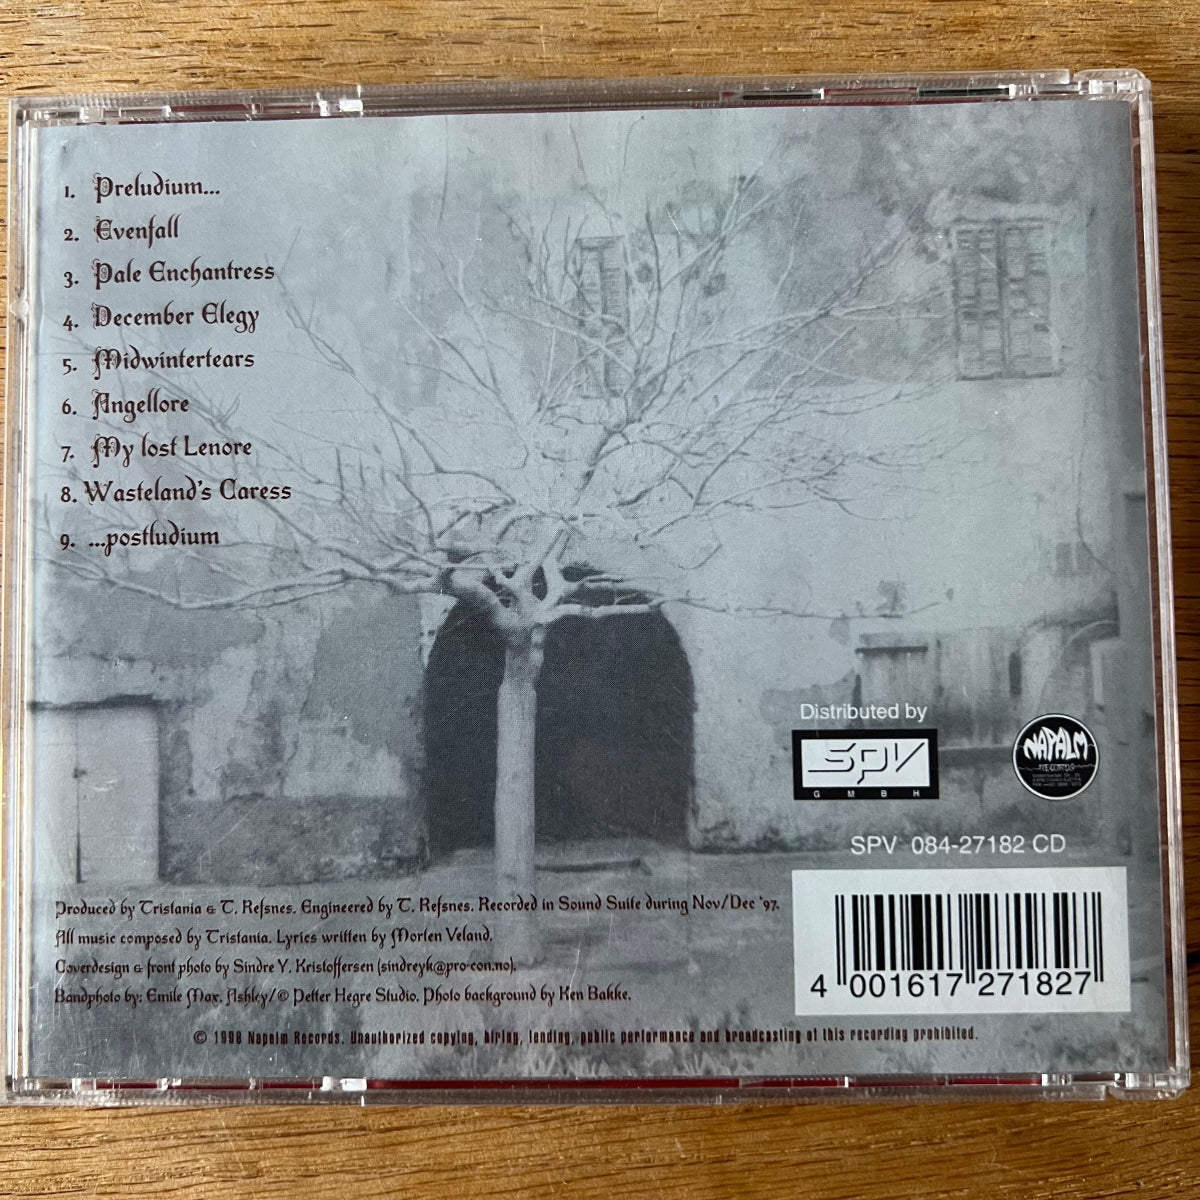 1. Preludium...
2. Evenfall
3. Pale Enchantress
4. December Elegy
5. Midwintertears
6. Angellore
7. My lost Lenore
8. Wasteland's Caress
9. ...postludium
Distributed by
SPV
GMBH
NAPALM
RECORDS
SPV 084-27182 CD
Produced by Tristania & T. Refsnes. Engineered by T. Refsnes. Recorded in Sound Suite during Nov/Dec '97.
All music composed by Tristania. Lyrics written by Morten Veland.
Coverdesign & front photo by Sindre Y. Kristoffersen (sindreyk@pro-con.no).
Bandphoto by: Emile Max. Ashley/© Petter Hegre Studio. Photo background by Ken Bakke.
4 001617 271827
© 1998 Napalm Records. Unauthorized copying, hiring, lending, public performance and broadcasting of this recording prohibited.